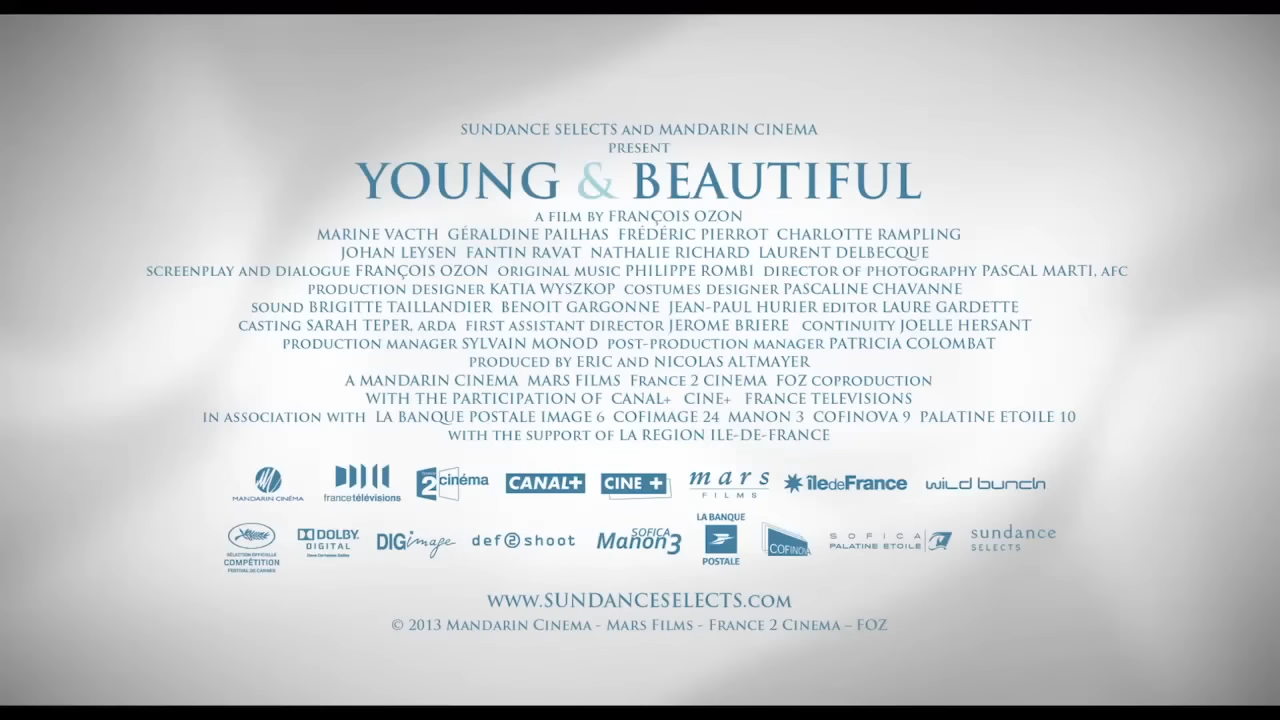 SUNDANCE SELECTS AND MANDARIN CINEMA
PRESENT
YOUNG & BEAUTIFUL
A FILM BY FRANÇOIS OZON
MARINE VACTH GÉRALDINE PAILHAS FRÉDÉRIC PIERROT CHARLOTTE RAMPLING
JOHAN LEYSEN FANTIN RAVAT NATHALIE RICHARD LAURENT DELBECQUE
SCREENPLAY AND DIALOGUE FRANÇOIS OZON ORIGINAL MUSIC PHILIPPE ROMBI DIRECTOR OF PHOTOGRAPHY PASCAL MARTI, AFC
PRODUCTION DESIGNER KATIA WYSZKOP COSTUMES DESIGNER PASCALINE CHAVANNE
SOUND BRIGITTE TAILLANDIER BENOIT GARGONNE JEAN-PAUL HURIER EDITOR LAURE GARDETTE
CASTING SARAH TEPER, ARDA FIRST ASSISTANT DIRECTOR JEROME BRIERE CONTINUITY JOELLE HERSANT
PRODUCTION MANAGER SYLVAIN MONOD POST-PRODUCTION MANAGER PATRICIA COLOMBAT
PRODUCED BY ERIC AND NICOLAS ALTMAYER
A MANDARIN CINEMA MARS FILMS FRANCE 2 CINEMA FOZ COPRODUCTION
WITH THE PARTICIPATION OF CANAL+ CINE+ FRANCE TELEVISIONS
IN ASSOCIATION WITH LA BANQUE POSTALE IMAGE 6 COFIMAGE 24 MANON 3 COFINOVA 9 PALATINE ETOILE 10
WITH THE SUPPORT OF LA REGION ILE-DE-FRANCE
MANDARIN CINÉMA francetélévisions 2 cinéma CANAL+ CINE + mars FILMS îledeFrance wild bunch
SÉLECTION OFFICIELLE COMPÉTITION FESTIVAL DE CANNES DOLBY DIGITAL DIGimage def2shoot SOFICA Manon3 LA BANQUE POSTALE COFINOVA SOFICA PALATINE ETOILE sundance SELECTS
WWW.SUNDANCESELECTS.COM
© 2013 MANDARIN CINEMA - MARS FILMS - FRANCE 2 CINEMA – FOZ